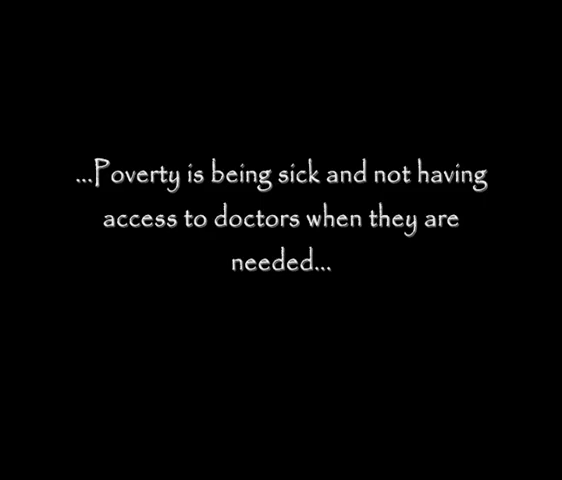 ...Poverty is being sick and not having
access to doctors when they are
needed...